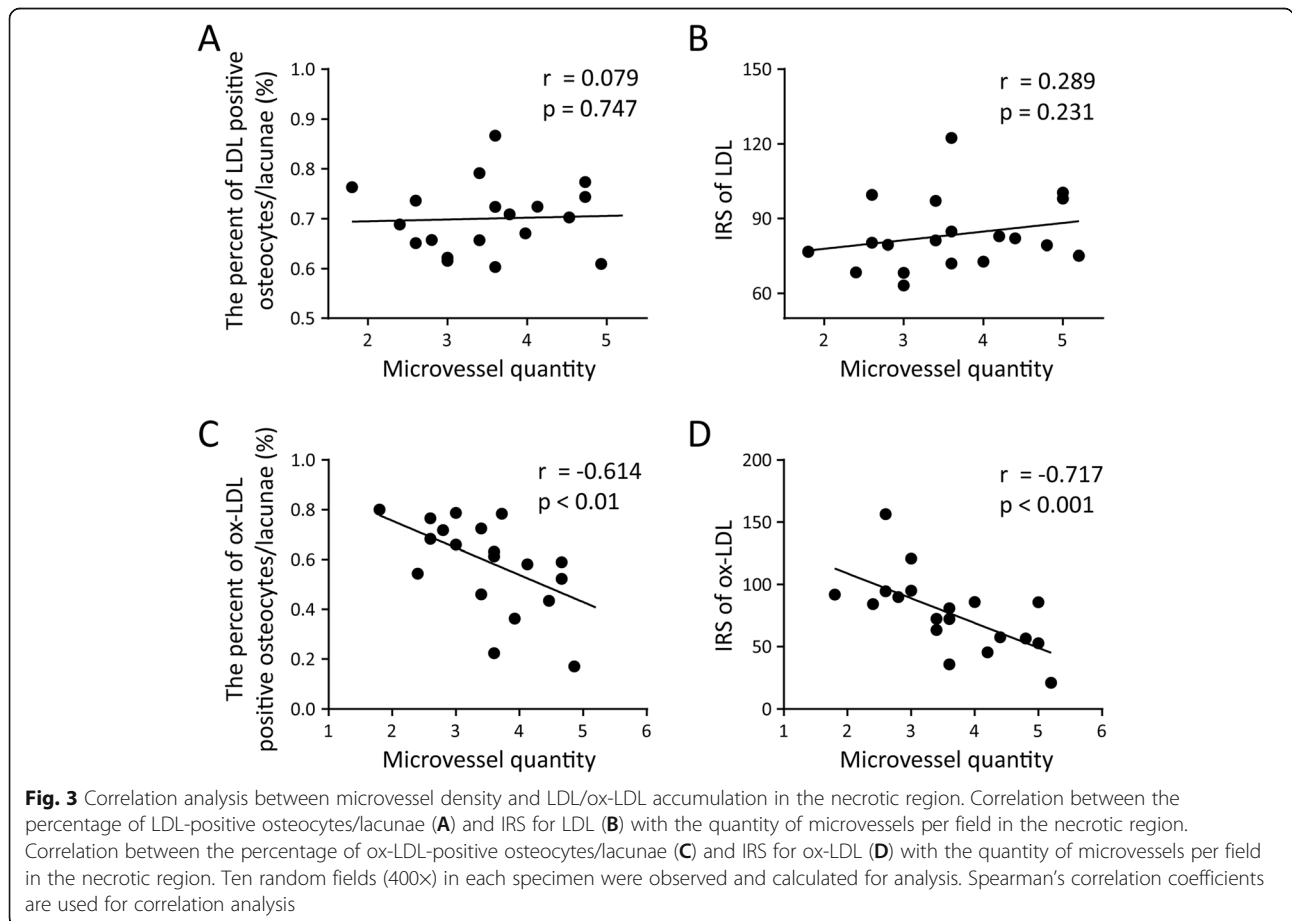 A
The percent of LDL positive
osteocytes/lacunae (%)
1.0
0.9
0.8
0.7
0.6
0.5
r = 0.079
p = 0.747
2
3
4
5
Microvessel quantity
B
IRS of LDL
150
120
90
60
r = 0.289
p = 0.231
2
3
4
5
Microvessel quantity
C
The percent of ox-LDL
positive osteocytes/lacunae (%)
1.0
0.8
0.6
0.4
0.2
0.0
r = -0.614
p < 0.01
1
2
3
4
5
6
Microvessel quantity
D
IRS of ox-LDL
200
150
100
50
0
r = -0.717
p < 0.001
1
2
3
4
5
6
Microvessel quantity
Fig. 3 Correlation analysis between microvessel density and LDL/ox-LDL accumulation in the necrotic region. Correlation between the
percentage of LDL-positive osteocytes/lacunae (A) and IRS for LDL (B) with the quantity of microvessels per field in the necrotic region.
Correlation between the percentage of ox-LDL-positive osteocytes/lacunae (C) and IRS for ox-LDL (D) with the quantity of microvessels per field
in the necrotic region. Ten random fields (400×) in each specimen were observed and calculated for analysis. Spearman's correlation coefficients
are used for correlation analysis